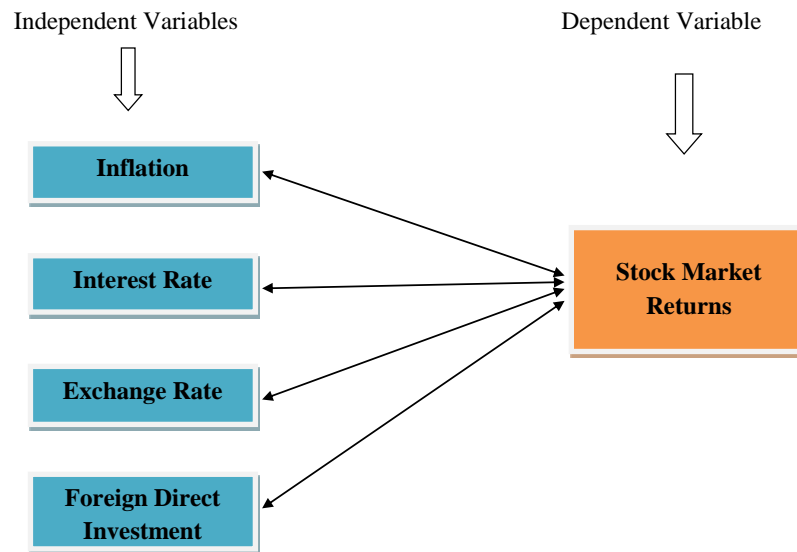 Independent Variables
Dependent Variable
Inflation
Interest Rate
Stock Market
Returns
Exchange Rate
Foreign Direct
Investment